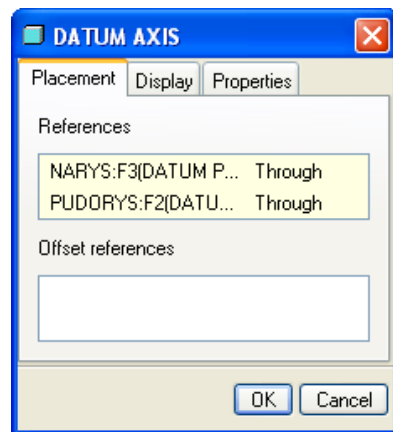 DATUM AXIS
Placement Display Properties
References
NARYS:F3(DATUM P... Through
PUDORYS:F2(DATU... Through
Offset references
OK Cancel